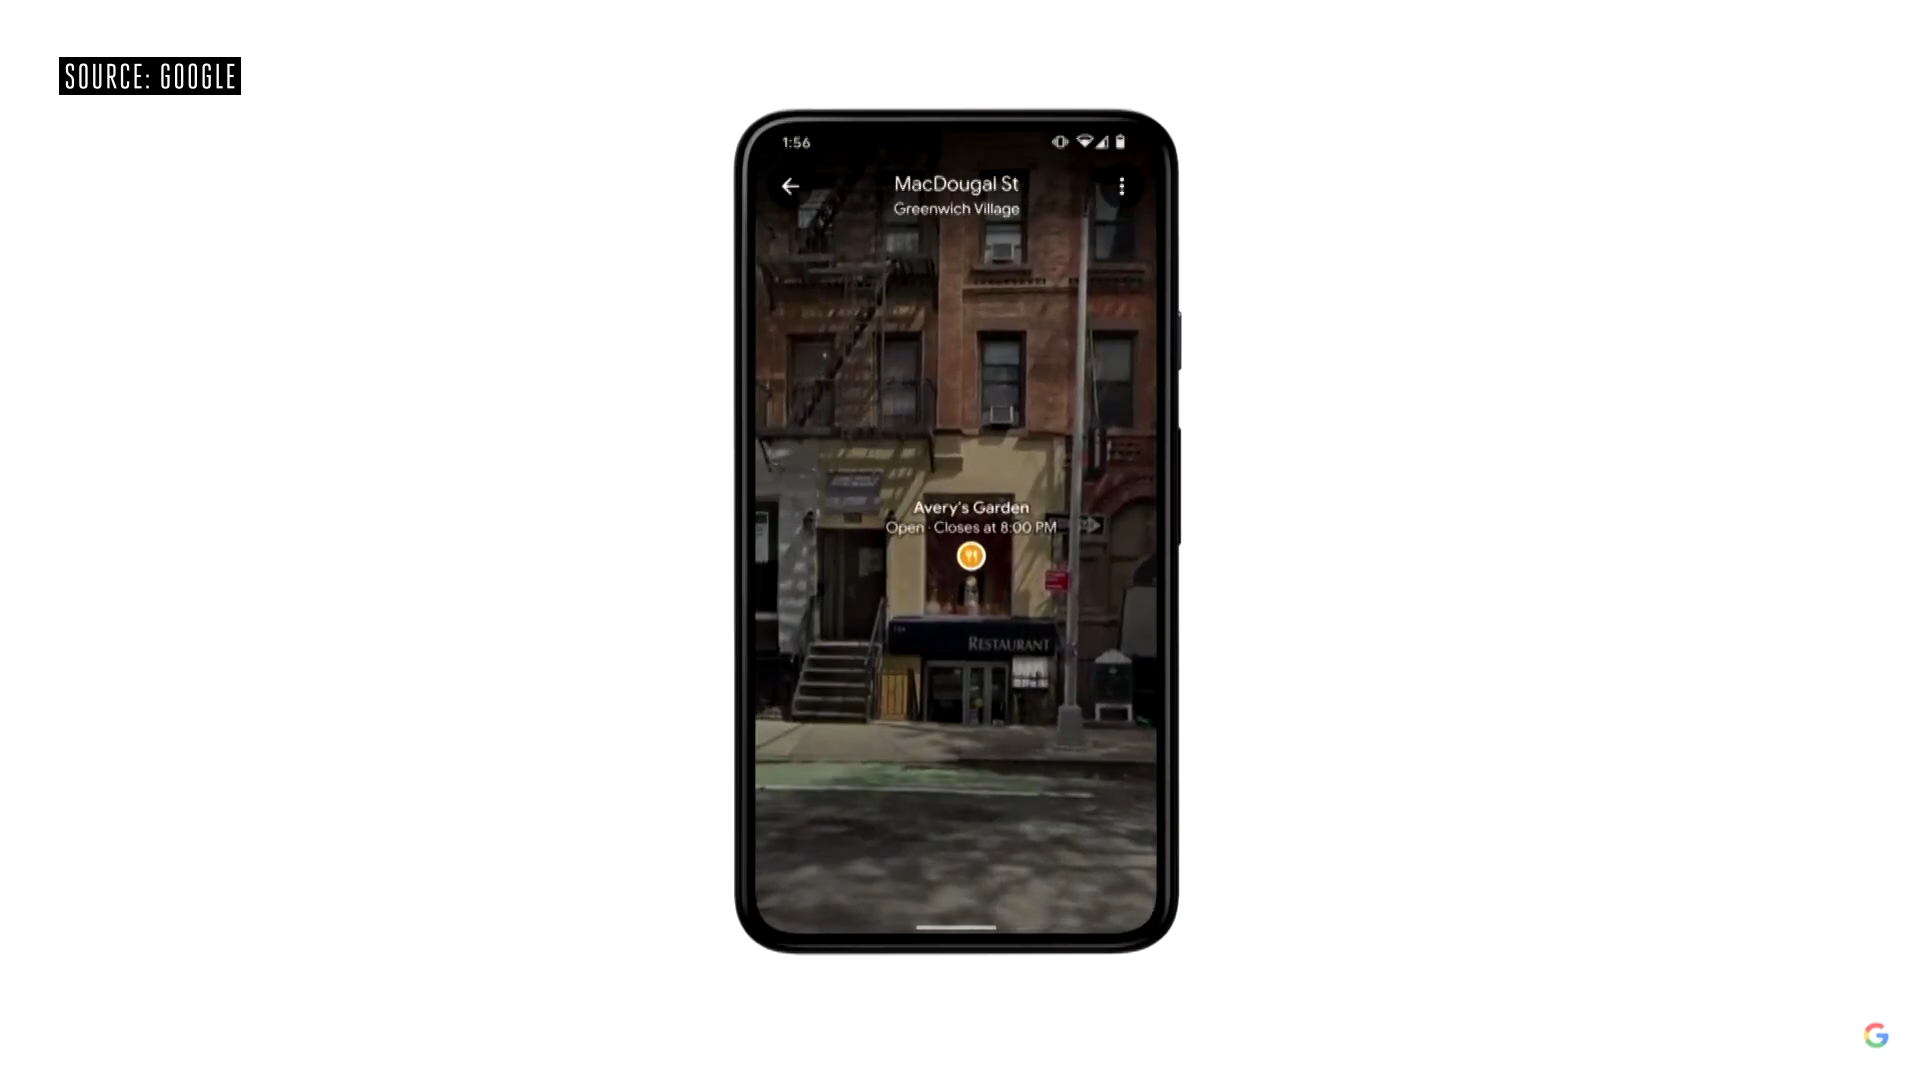 SOURCE: GOOGLE
1:56
MacDougal St
Greenwich Village
Avery's Garden
Open · Closes at 8:00 PM
RESTAURANT
G